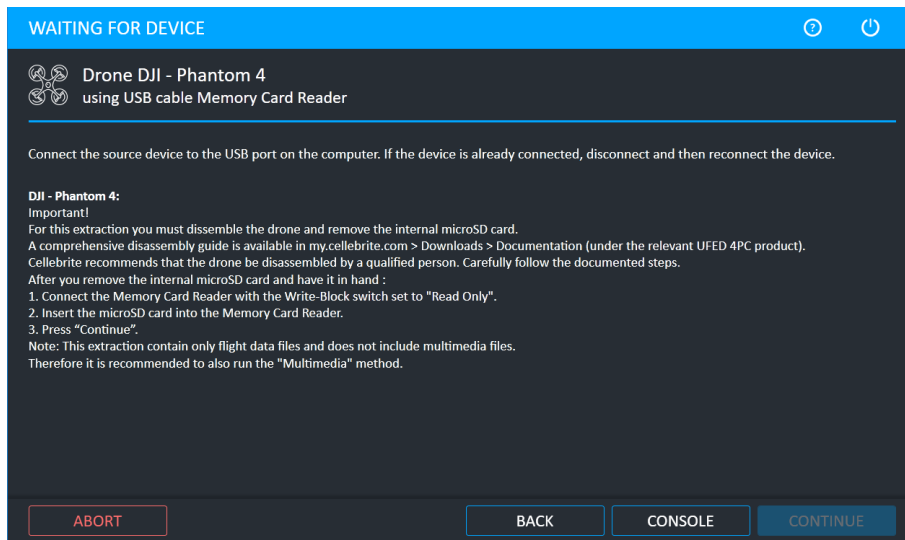 WAITING FOR DEVICE
Drone DJI - Phantom 4
using USB cable Memory Card Reader
Connect the source device to the USB port on the computer. If the device is already connected, disconnect and then reconnect the device.
DJI - Phantom 4:
Important!
For this extraction you must dissemble the drone and remove the internal microSD card.
A comprehensive disassembly guide is available in my.cellebrite.com > Downloads > Documentation (under the relevant UFED 4PC product).
Cellebrite recommends that the drone be disassembled by a qualified person. Carefully follow the documented steps.
After you remove the internal microSD card and have it in hand :
1. Connect the Memory Card Reader with the Write-Block switch set to "Read Only".
2. Insert the microSD card into the Memory Card Reader.
3. Press “Continue”.
Note: This extraction contain only flight data files and does not include multimedia files.
Therefore it is recommended to also run the "Multimedia" method.
ABORT BACK CONSOLE CONTINUE